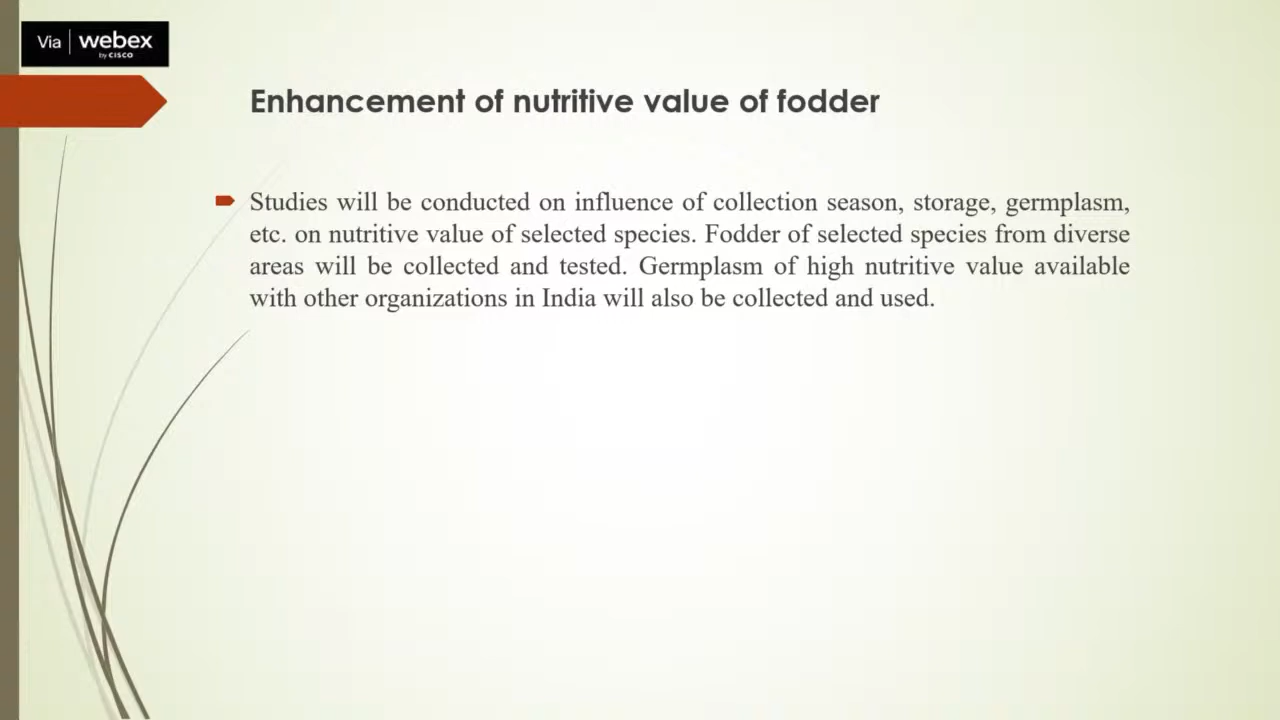 Via | webex
by CISCO
Enhancement of nutritive value of fodder
Studies will be conducted on influence of collection season, storage, germplasm,
etc. on nutritive value of selected species. Fodder of selected species from diverse
areas will be collected and tested. Germplasm of high nutritive value available
with other organizations in India will also be collected and used.